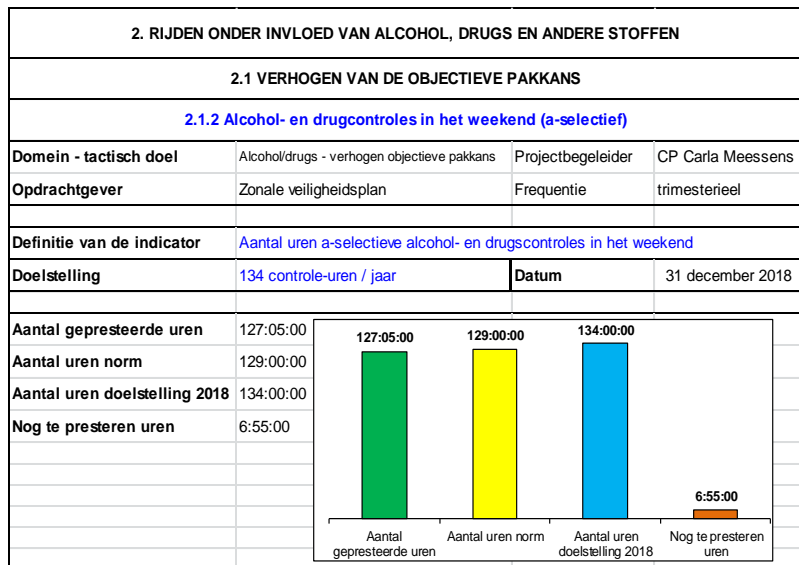 2. RIJDEN ONDER INVLOED VAN ALCOHOL, DRUGS EN ANDERE STOFFEN
2.1 VERHOGEN VAN DE OBJECTIEVE PAKKANS
2.1.2 Alcohol- en drugcontroles in het weekend (a-selectief)
Domein - tactisch doel Alcohol/drugs - verhogen objectieve pakkans Projectbegeleider CP Carla Meessens
Opdrachtgever Zonale veiligheidsplan Frequentie trimesterieel
Definitie van de indicator Aantal uren a-selectieve alcohol- en drugscontroles in het weekend
Doelstelling 134 controle-uren / jaar Datum 31 december 2018
Aantal gepresteerde uren 127:05:00
Aantal uren norm 129:00:00
Aantal uren doelstelling 2018 134:00:00
Nog te presteren uren 6:55:00
127:05:00 129:00:00 134:00:00 6:55:00
Aantal Aantal uren norm Aantal uren Nog te presteren
gepresteerde uren doelstelling 2018 uren